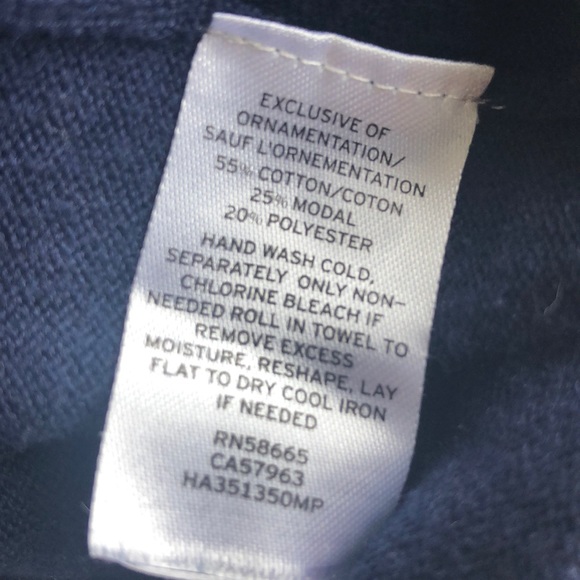 EXCLUSIVE OF
ORNAMENTATION/
SAUF L'ORNEMENTATION
55% COTTON/COTON
25% MODAL
20% POLYESTER
HAND WASH COLD,
SEPARATELY ONLY NON-
CHLORINE BLEACH IF
NEEDED ROLL IN TOWEL TO
REMOVE EXCESS
MOISTURE, RESHAPE, LAY
FLAT TO DRY COOL IRON
IF NEEDED
RN58665
CA57963
HA351350MP